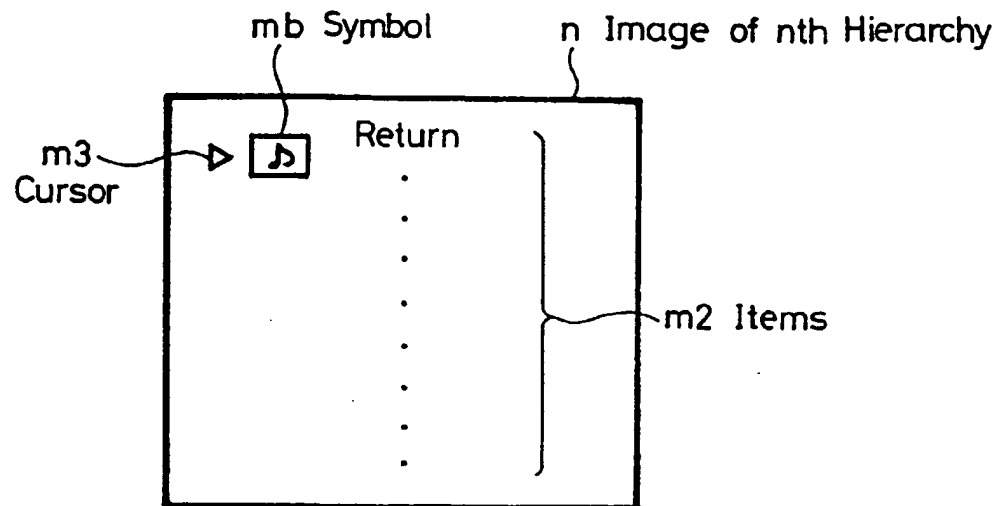 mb Symbol
n Image of nth Hierarchy
m3
Cursor
Return
m2 Items